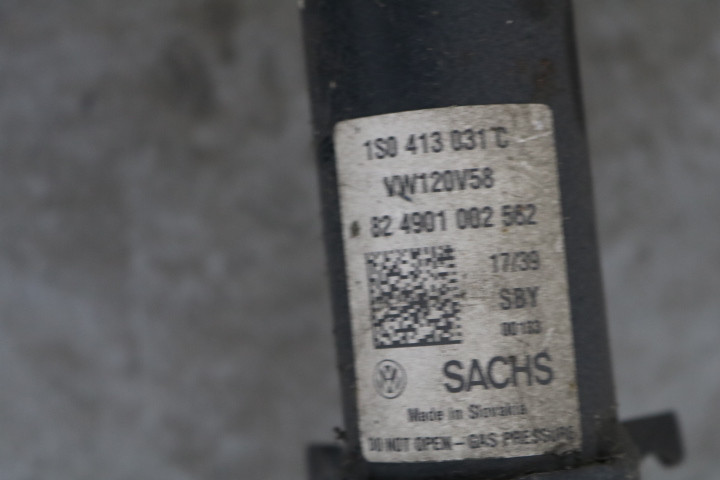 1S0 413 031 C
VW120V58
82 4901 002 562
17/39
SBY
00193
SACHS
Made in Slovakia
DO NOT OPEN - GAS PRESSURE